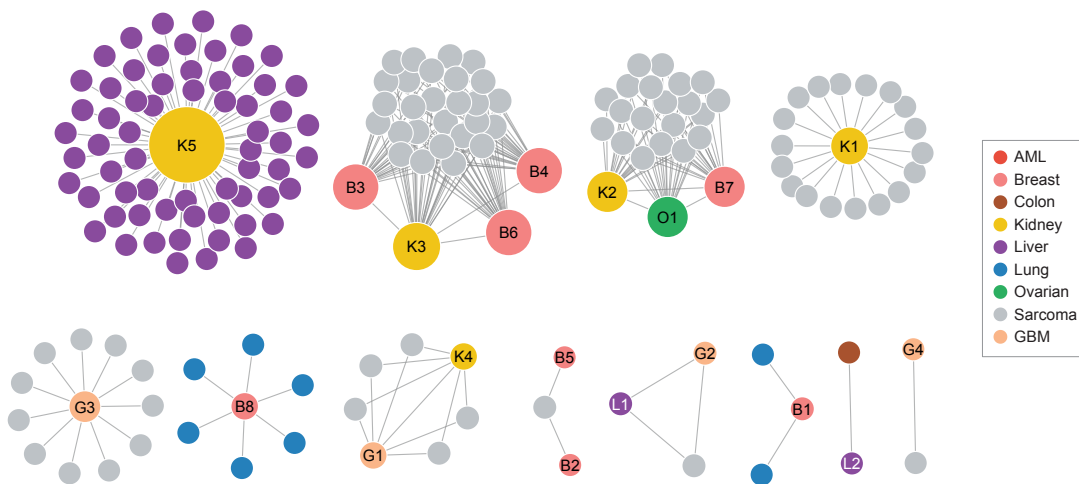 K5
B3
B4
K3
B6
K2
O1
B7
K1
AML
Breast
Colon
Kidney
Liver
Lung
Ovarian
Sarcoma
GBM
G3
B8
K4
G1
B5
B2
G2
L1
B1
L2
G4